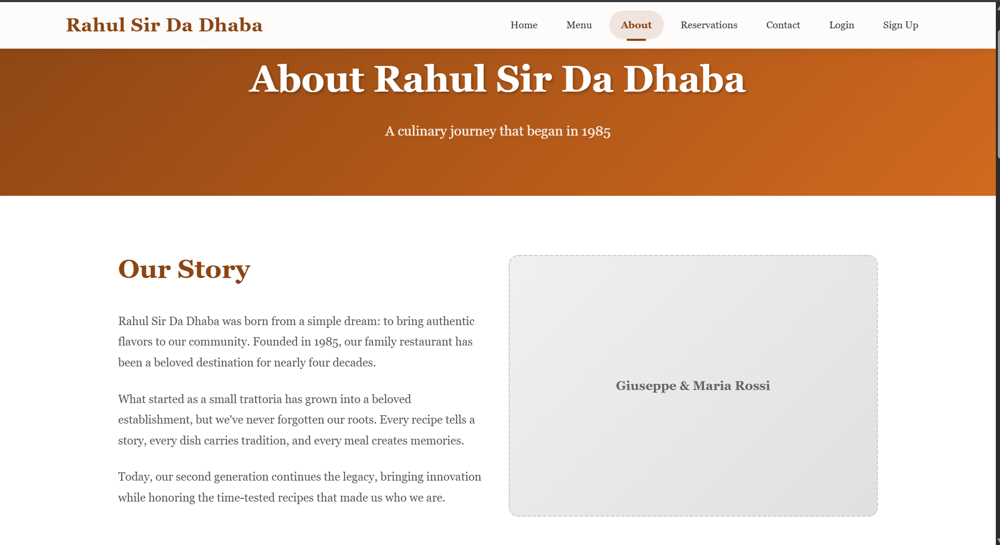 Rahul Sir Da Dhaba
Home Menu About Reservations Contact Login Sign Up
About Rahul Sir Da Dhaba
A culinary journey that began in 1985
Our Story
Rahul Sir Da Dhaba was born from a simple dream: to bring authentic
flavors to our community. Founded in 1985, our family restaurant has
been a beloved destination for nearly four decades.
What started as a small trattoria has grown into a beloved
establishment, but we've never forgotten our roots. Every recipe tells a
story, every dish carries tradition, and every meal creates memories.
Today, our second generation continues the legacy, bringing innovation
while honoring the time-tested recipes that made us who we are.
Giuseppe & Maria Rossi